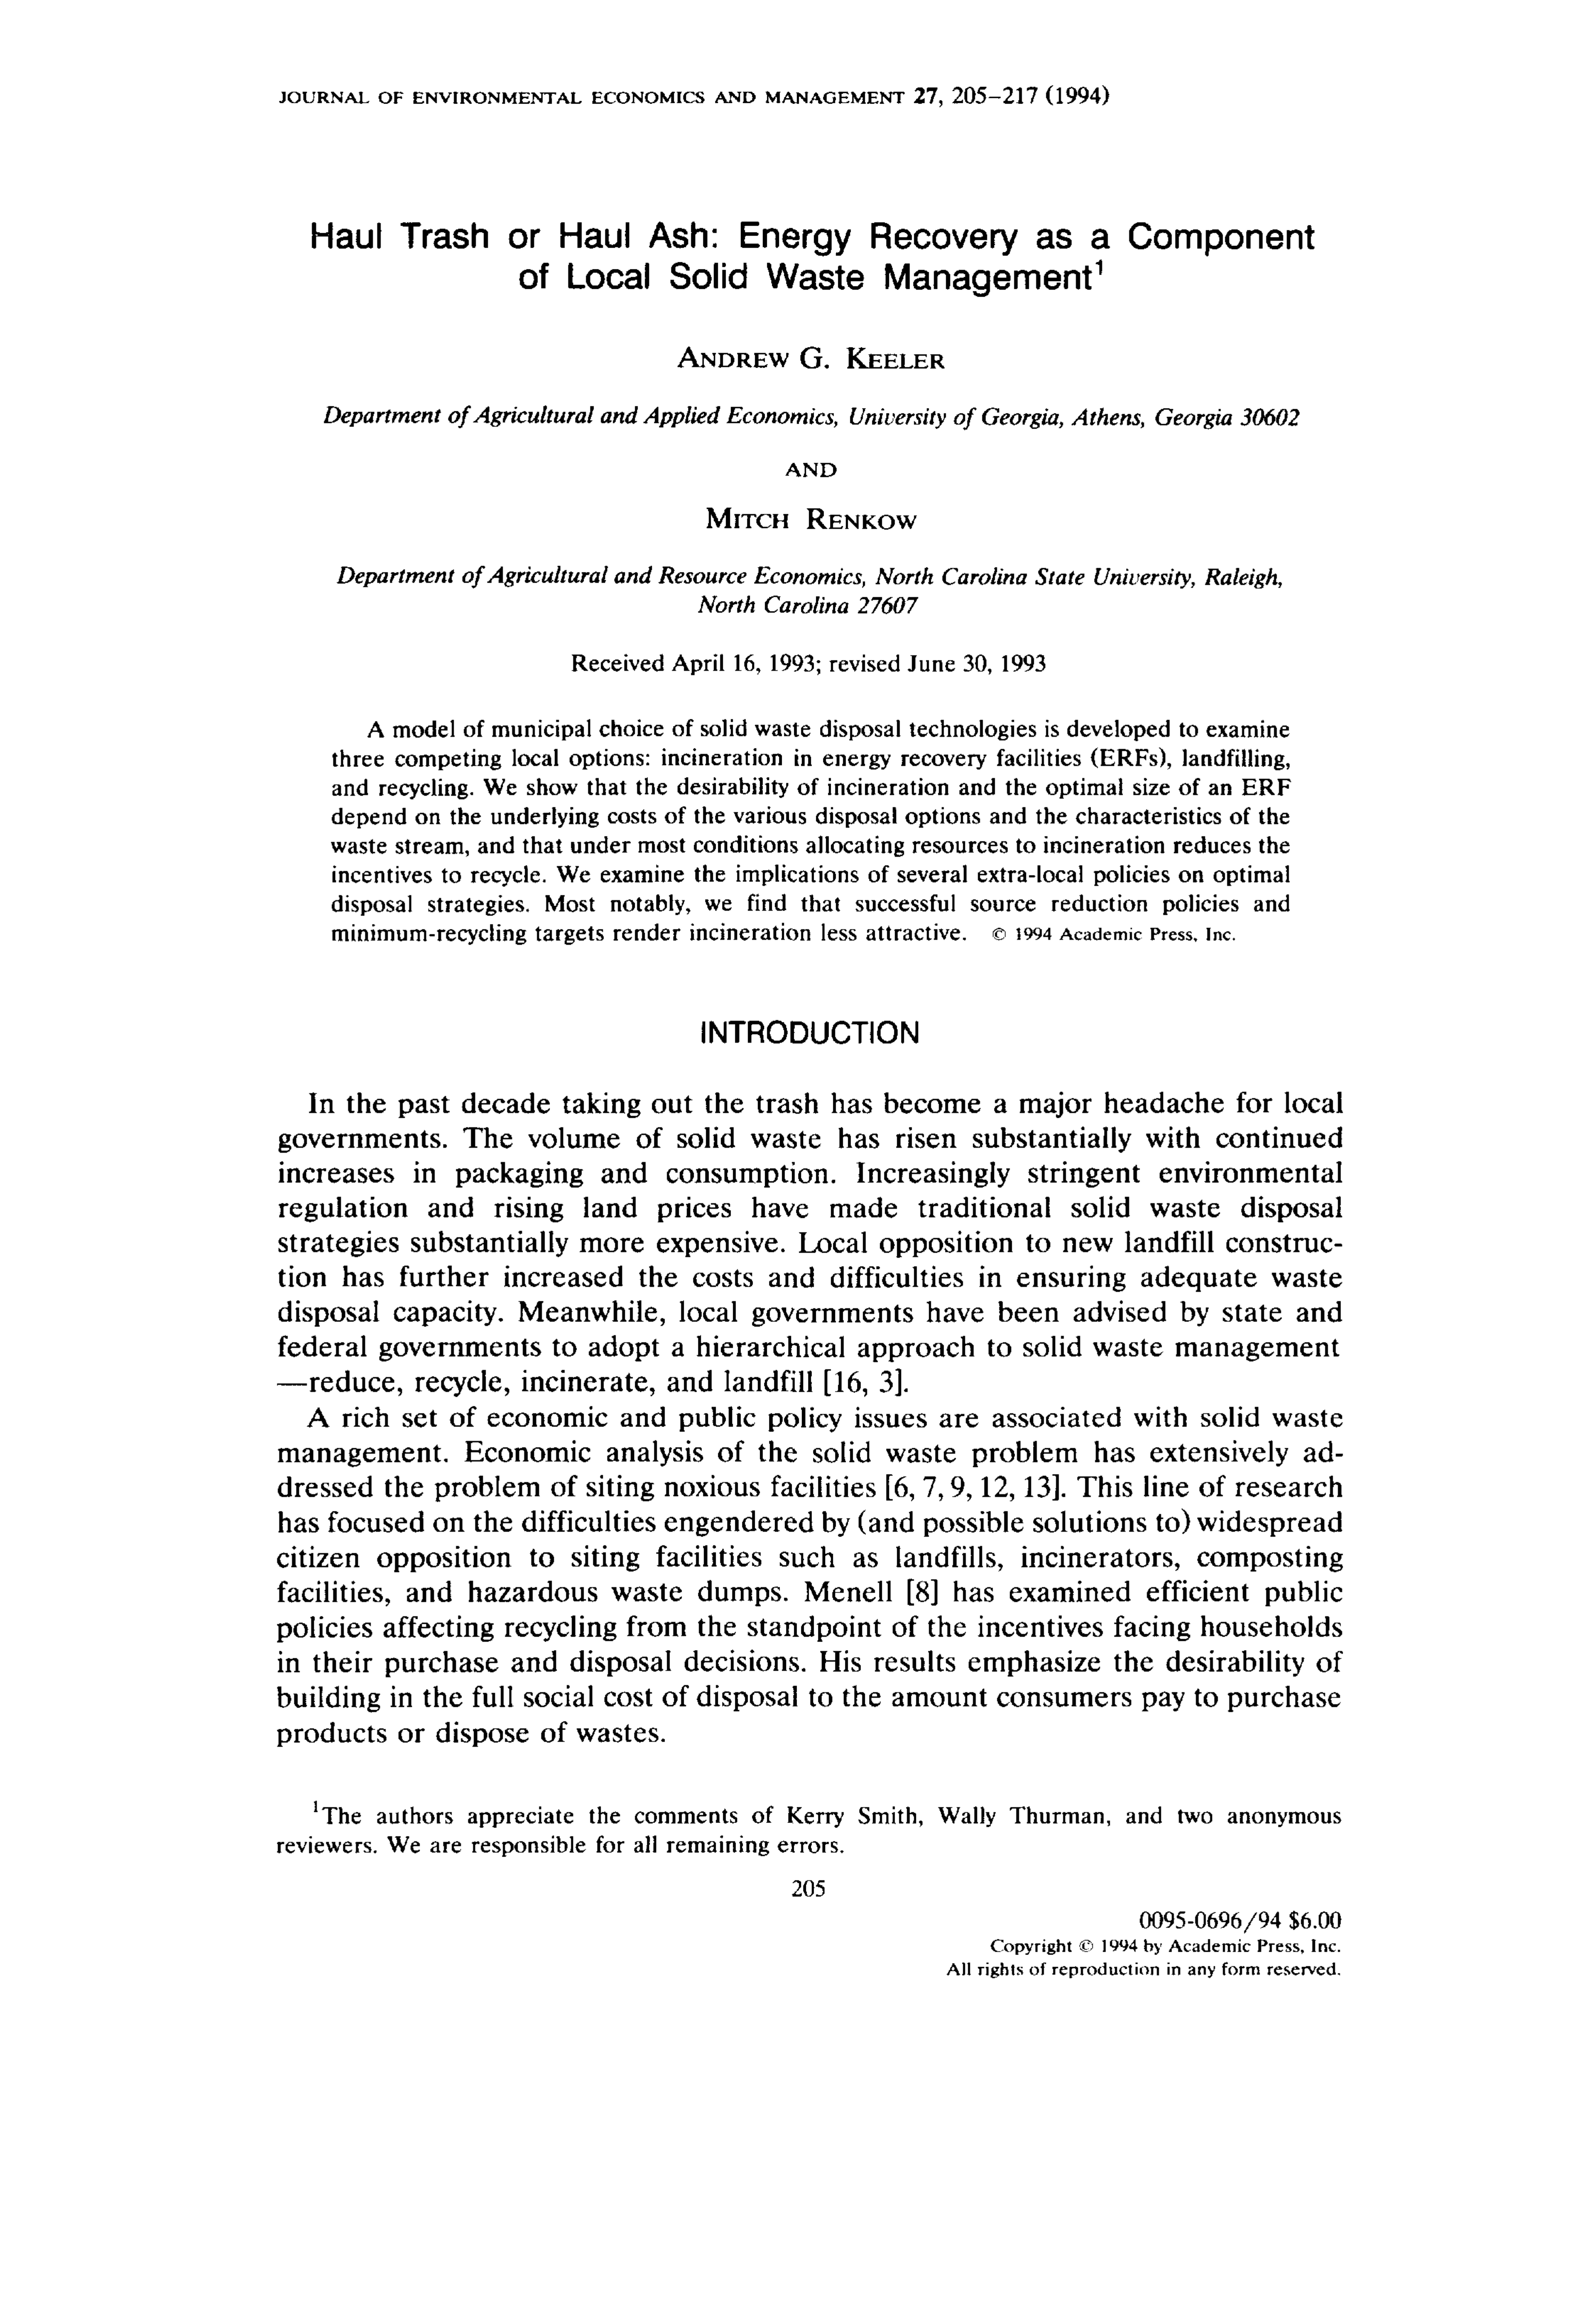 JOURNAL OF ENVIRONMENTAL ECONOMICS AND MANAGEMENT 27, 205–217 (1994)
Haul Trash or Haul Ash: Energy Recovery as a Component
of Local Solid Waste Management¹
ANDREW G. KEELER
Department of Agricultural and Applied Economics, University of Georgia, Athens, Georgia 30602
AND
MITCH RENKOW
Department of Agricultural and Resource Economics, North Carolina State University, Raleigh,
North Carolina 27607
Received April 16, 1993; revised June 30, 1993
A model of municipal choice of solid waste disposal technologies is developed to examine
three competing local options: incineration in energy recovery facilities (ERFs), landfilling,
and recycling. We show that the desirability of incineration and the optimal size of an ERF
depend on the underlying costs of the various disposal options and the characteristics of the
waste stream, and that under most conditions allocating resources to incineration reduces the
incentives to recycle. We examine the implications of several extra-local policies on optimal
disposal strategies. Most notably, we find that successful source reduction policies and
minimum-recycling targets render incineration less attractive. © 1994 Academic Press, Inc.
INTRODUCTION
In the past decade taking out the trash has become a major headache for local
governments. The volume of solid waste has risen substantially with continued
increases in packaging and consumption. Increasingly stringent environmental
regulation and rising land prices have made traditional solid waste disposal
strategies substantially more expensive. Local opposition to new landfill construc-
tion has further increased the costs and difficulties in ensuring adequate waste
disposal capacity. Meanwhile, local governments have been advised by state and
federal governments to adopt a hierarchical approach to solid waste management
—reduce, recycle, incinerate, and landfill [16, 3].
A rich set of economic and public policy issues are associated with solid waste
management. Economic analysis of the solid waste problem has extensively ad-
dressed the problem of siting noxious facilities [6, 7, 9, 12, 13]. This line of research
has focused on the difficulties engendered by (and possible solutions to) widespread
citizen opposition to siting facilities such as landfills, incinerators, composting
facilities, and hazardous waste dumps. Menell [8] has examined efficient public
policies affecting recycling from the standpoint of the incentives facing households
in their purchase and disposal decisions. His results emphasize the desirability of
building in the full social cost of disposal to the amount consumers pay to purchase
products or dispose of wastes.
¹The authors appreciate the comments of Kerry Smith, Wally Thurman, and two anonymous
reviewers. We are responsible for all remaining errors.
205
0095-0696/94 $6.00
Copyright © 1994 by Academic Press, Inc.
All rights of reproduction in any form reserved.